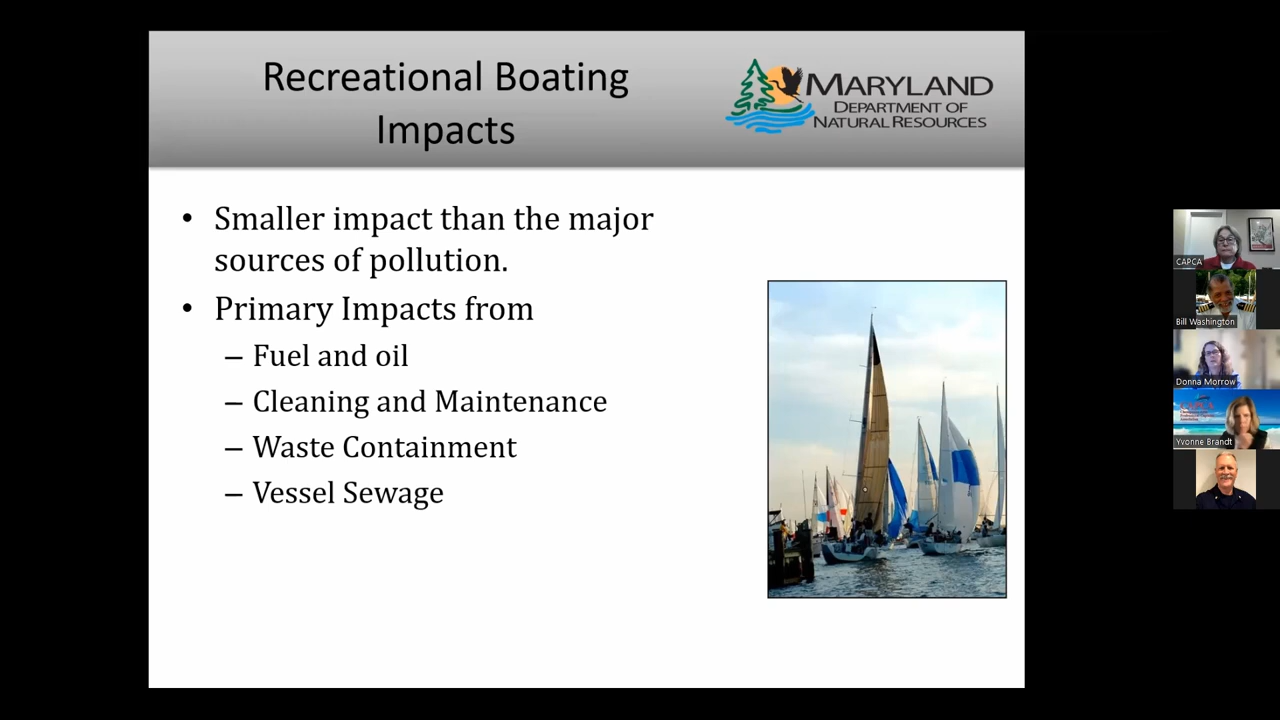 Recreational Boating
Impacts
MARYLAND
DEPARTMENT OF
NATURAL RESOURCES
• Smaller impact than the major
sources of pollution.
• Primary Impacts from
– Fuel and oil
– Cleaning and Maintenance
– Waste Containment
– Vessel Sewage
CAPCA
Bill Washington
Donna Morrow
Yvonne Brandt